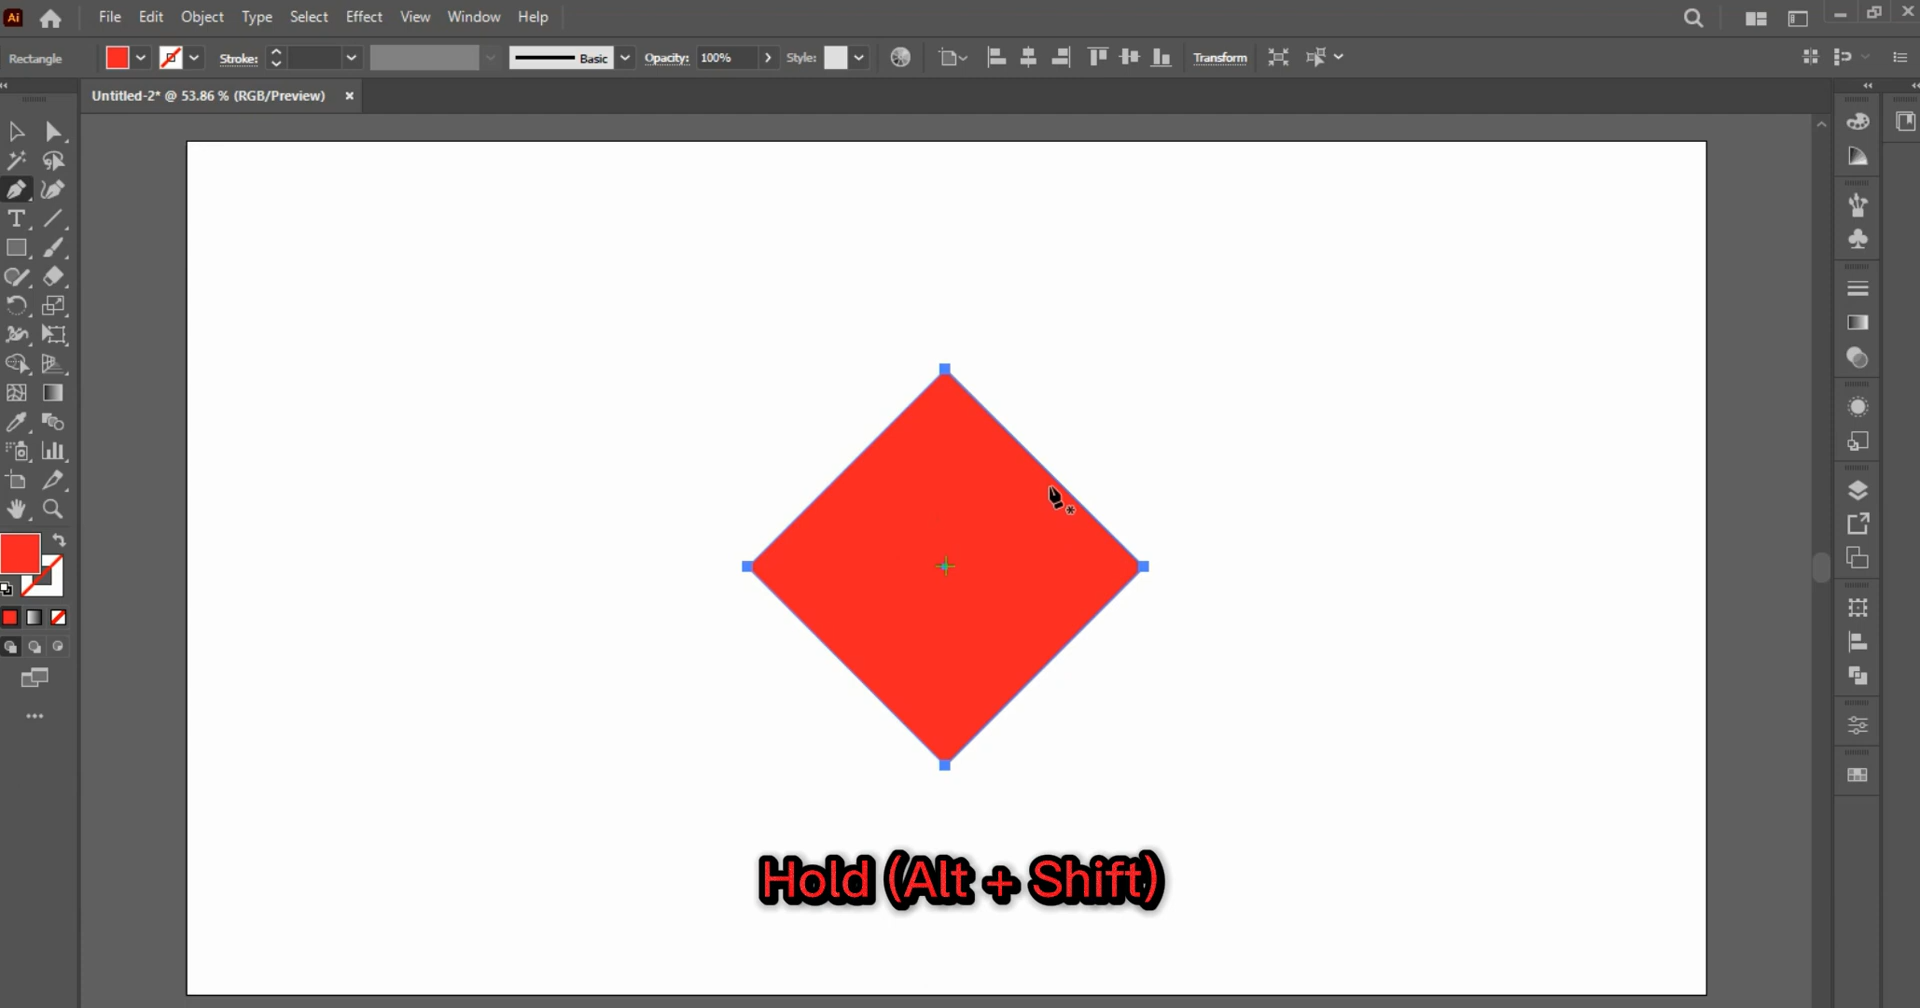 Ai File Edit Object Type Select Effect View Window Help
Rectangle Stroke: Basic Opacity: 100% Style: Transform
Untitled-2* @ 53.86 % (RGB/Preview) ×
T
Hold (Alt + Shift)